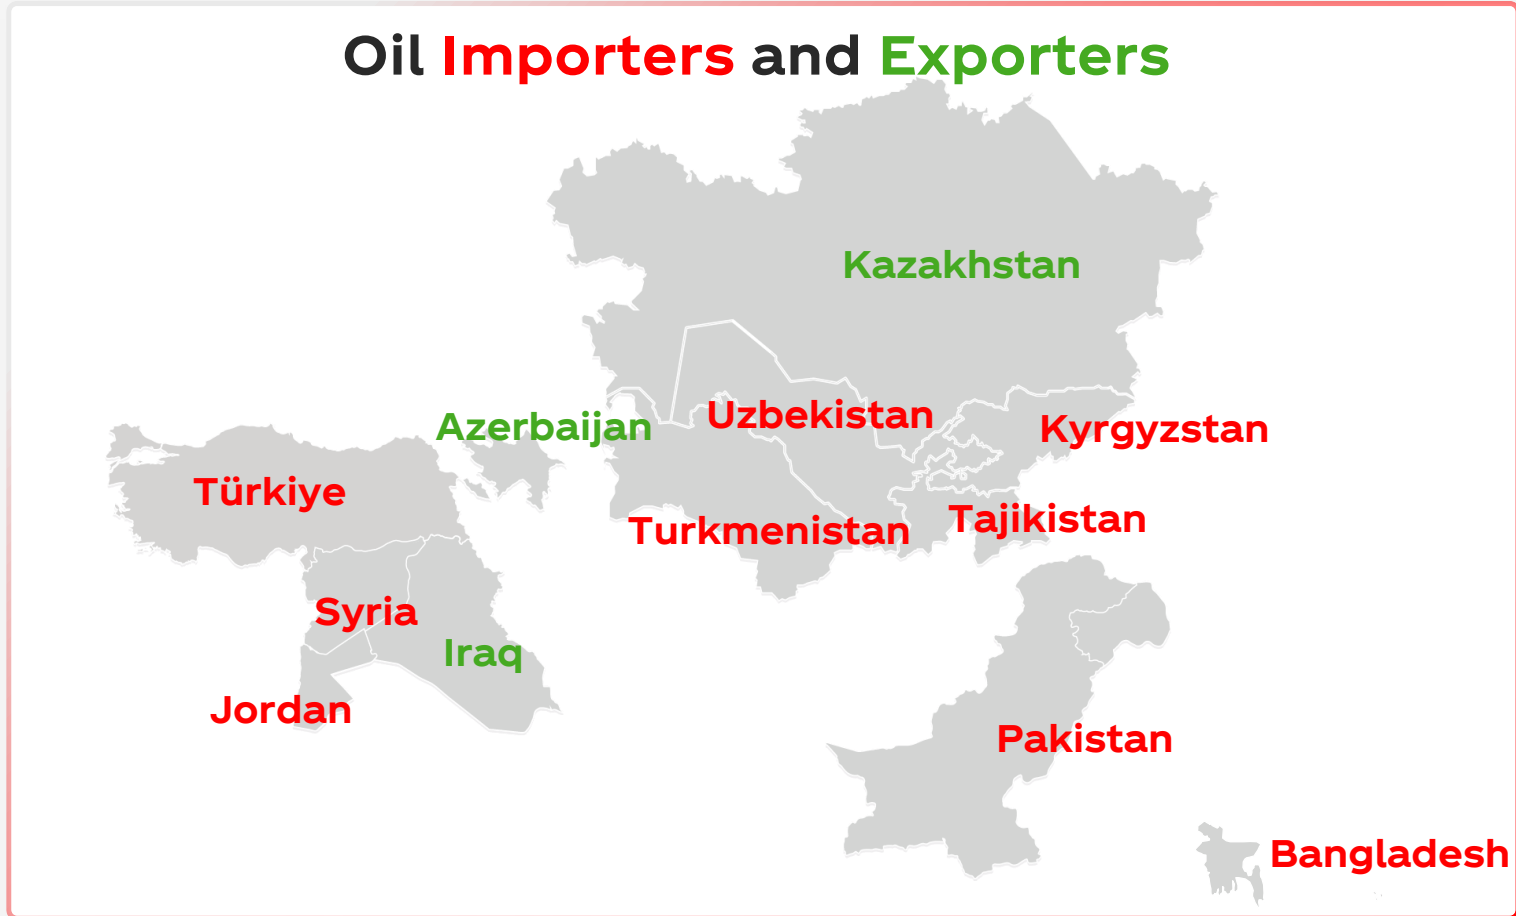 Oil Importers and Exporters
Kazakhstan
Azerbaijan
Uzbekistan
Kyrgyzstan
Türkiye
Turkmenistan
Tajikistan
Syria
Iraq
Jordan
Pakistan
Bangladesh